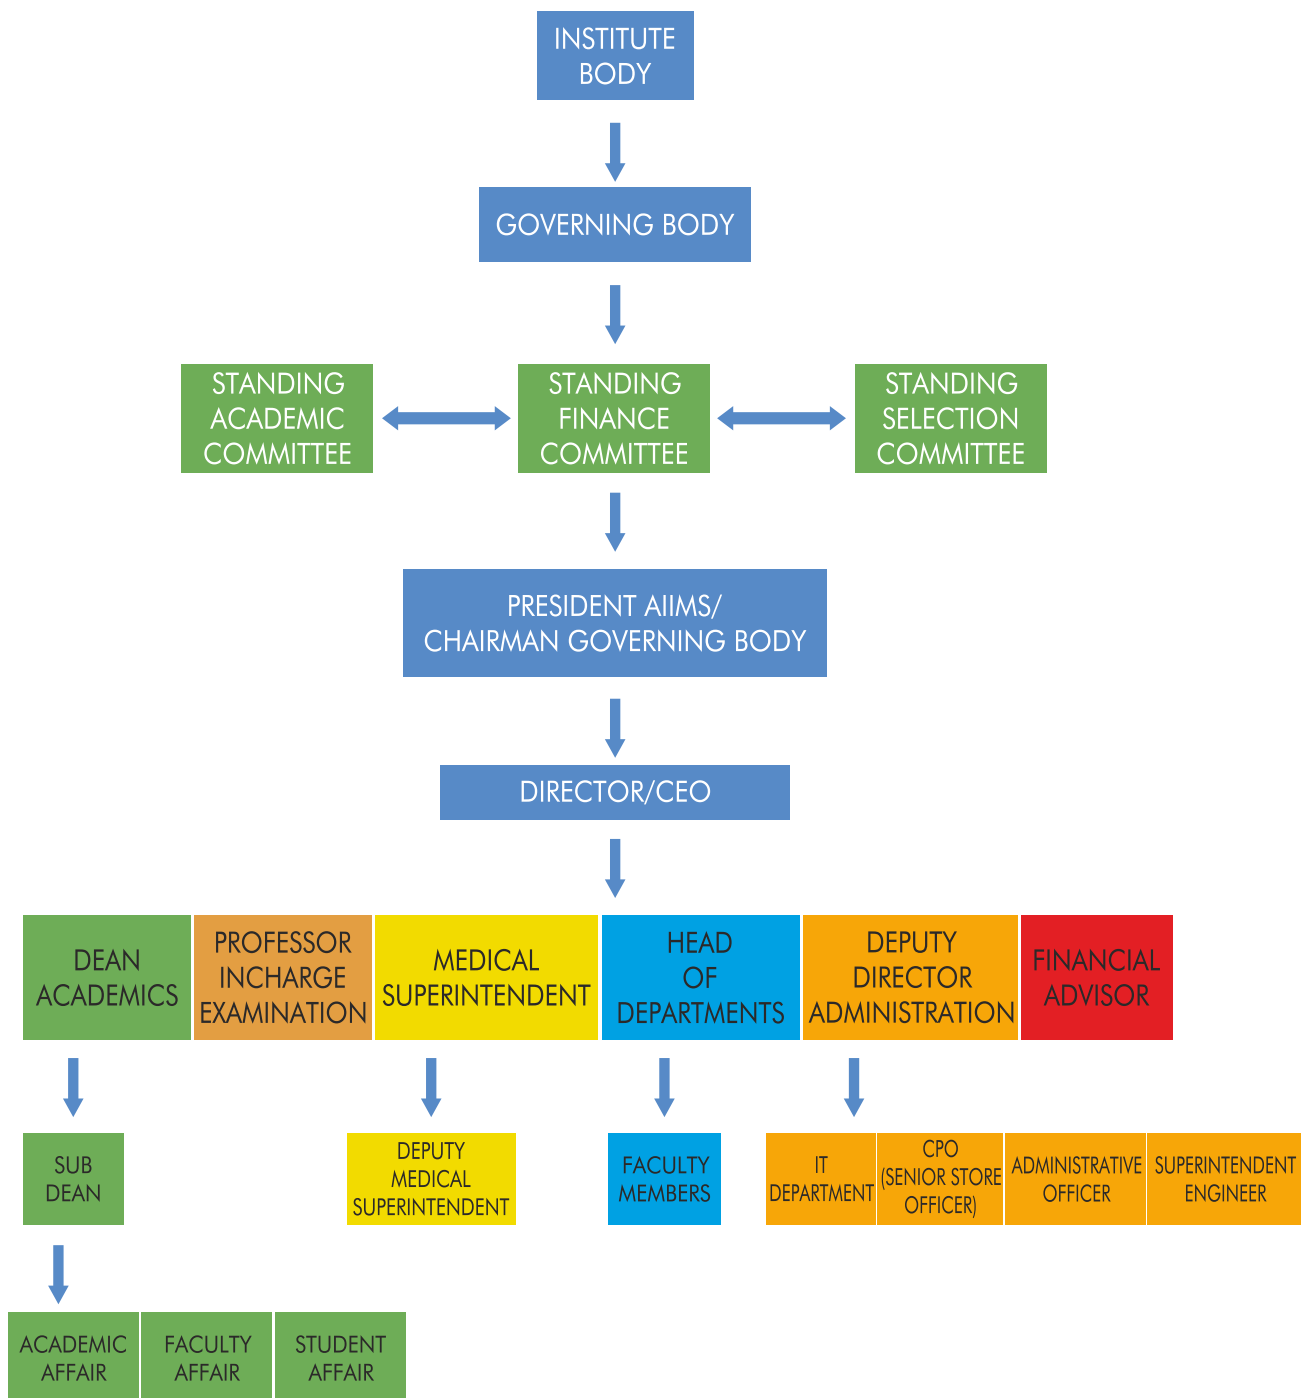 INSTITUTE
BODY
GOVERNING BODY
STANDING
ACADEMIC
COMMITTEE
STANDING
FINANCE
COMMITTEE
STANDING
SELECTION
COMMITTEE
PRESIDENT AIIMS/
CHAIRMAN GOVERNING BODY
DIRECTOR/CEO
DEAN
ACADEMICS
PROFESSOR
INCHARGE
EXAMINATION
MEDICAL
SUPERINTENDENT
HEAD
OF
DEPARTMENTS
DEPUTY
DIRECTOR
ADMINISTRATION
FINANCIAL
ADVISOR
SUB
DEAN
DEPUTY
MEDICAL
SUPERINTENDENT
FACULTY
MEMBERS
IT
DEPARTMENT
CPO
(SENIOR STORE
OFFICER)
ADMINISTRATIVE
OFFICER
SUPERINTENDENT
ENGINEER
ACADEMIC
AFFAIR
FACULTY
AFFAIR
STUDENT
AFFAIR